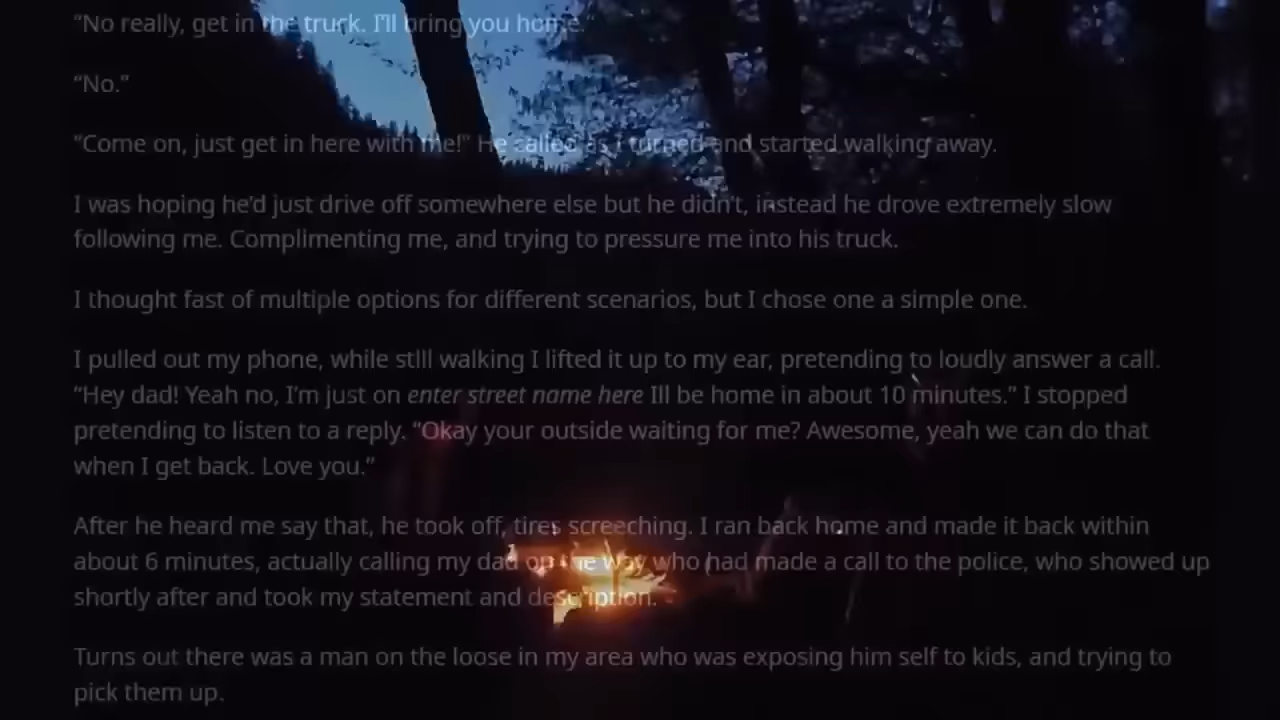 “No really, get in the truck. I’ll bring you home.”
“No.”
“Come on, just get in here with me!” He called as I turned and started walking away.
I was hoping he’d just drive off somewhere else but he didn’t, instead he drove extremely slow
following me. Complimenting me, and trying to pressure me into his truck.
I thought fast of multiple options for different scenarios, but I chose one a simple one.
I pulled out my phone, while stlll walking I lifted it up to my ear, pretending to loudly answer a call.
“Hey dad! Yeah no, I’m just on enter street name here Ill be home in about 10 minutes.” I stopped
pretending to listen to a reply. “Okay your outside waiting for me? Awesome, yeah we can do that
when I get back. Love you.”
After he heard me say that, he took off, tires screeching. I ran back home and made it back within
about 6 minutes, actually calling my dad on the way who had made a call to the police, who showed up
shortly after and took my statement and description.
Turns out there was a man on the loose in my area who was exposing him self to kids, and trying to
pick them up.